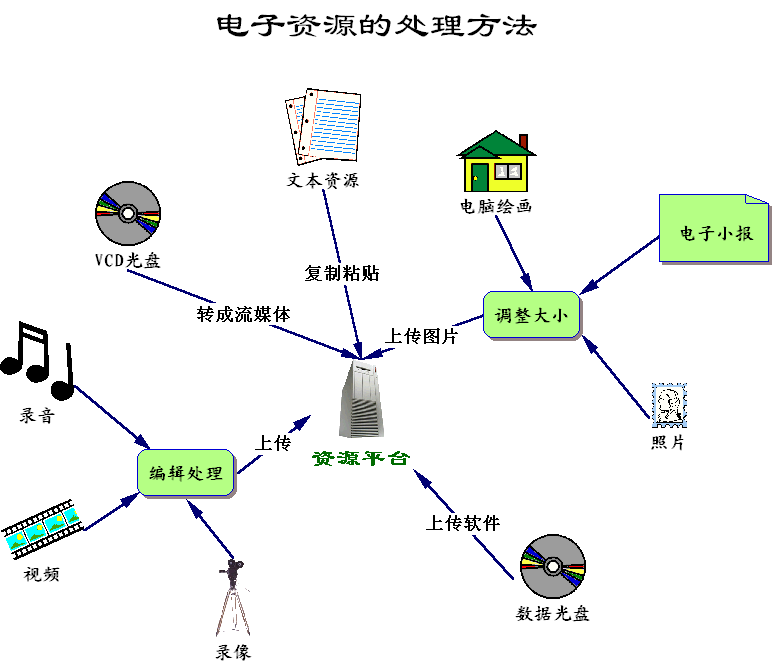 电子资源的处理方法
文本资源
电脑绘画
电子小报
VCD光盘
复制粘贴
转成流媒体
调整大小
上传图片
录音
照片
上传
资源平台
编辑处理
上传软件
视频
数据光盘
录像